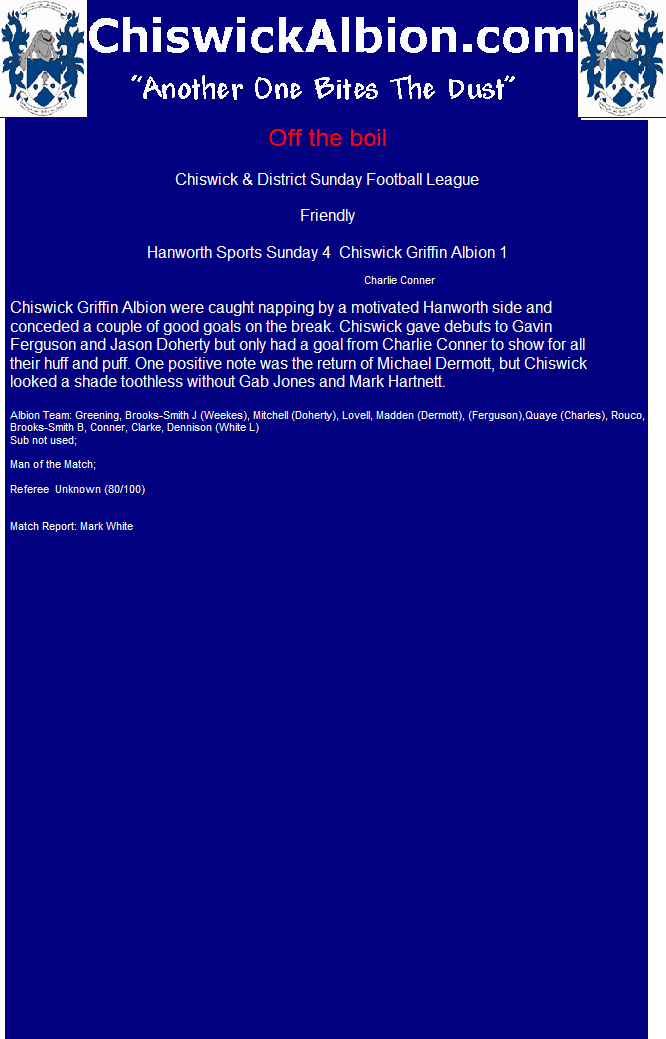 ChiswickAlbion.com
"Another One Bites The Dust"
Off the boil
Chiswick & District Sunday Football League
Friendly
Hanworth Sports Sunday 4  Chiswick Griffin Albion 1
Charlie Conner
Chiswick Griffin Albion were caught napping by a motivated Hanworth side and
conceded a couple of good goals on the break. Chiswick gave debuts to Gavin
Ferguson and Jason Doherty but only had a goal from Charlie Conner to show for all
their huff and puff. One positive note was the return of Michael Dermott, but Chiswick
looked a shade toothless without Gab Jones and Mark Hartnett.
Albion Team: Greening, Brooks-Smith J (Weekes), Mitchell (Doherty), Lovell, Madden (Dermott), (Ferguson),Quaye (Charles), Rouco,
Brooks-Smith B, Conner, Clarke, Dennison (White L)
Sub not used;
Man of the Match;
Referee  Unknown (80/100)
Match Report: Mark White